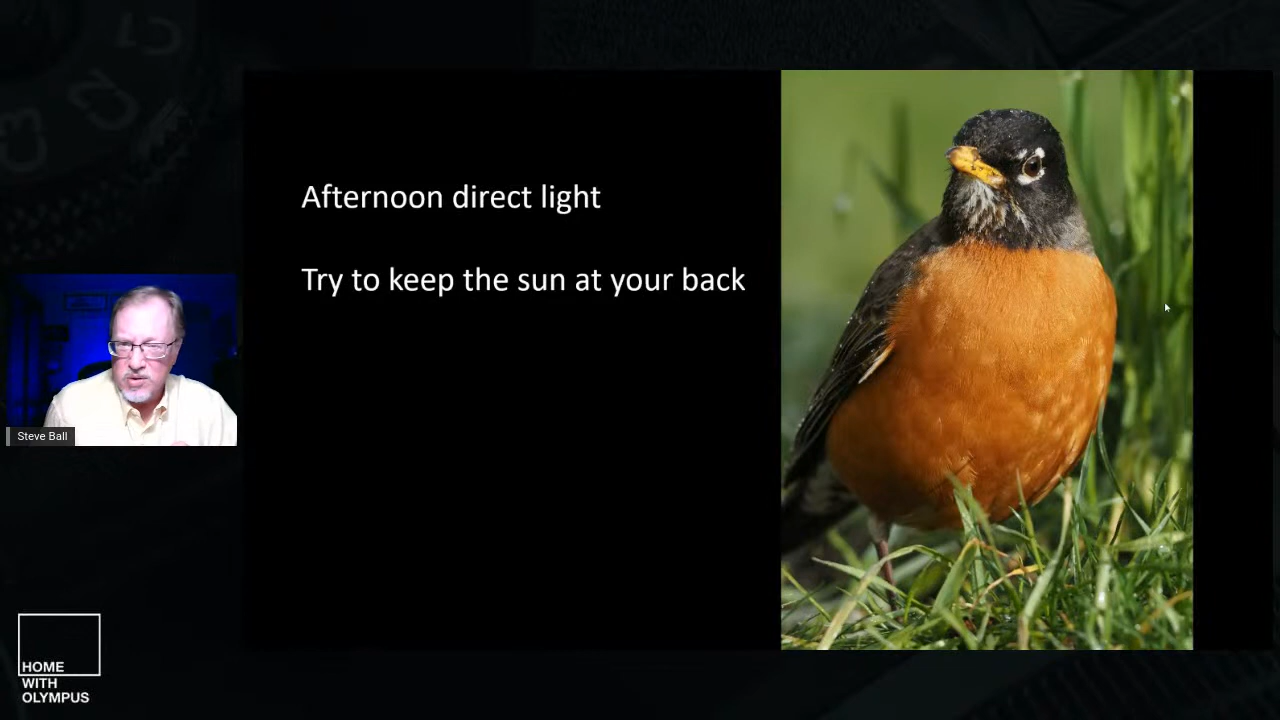 Afternoon direct light
Try to keep the sun at your back
Steve Ball
HOME
WITH
OLYMPUS